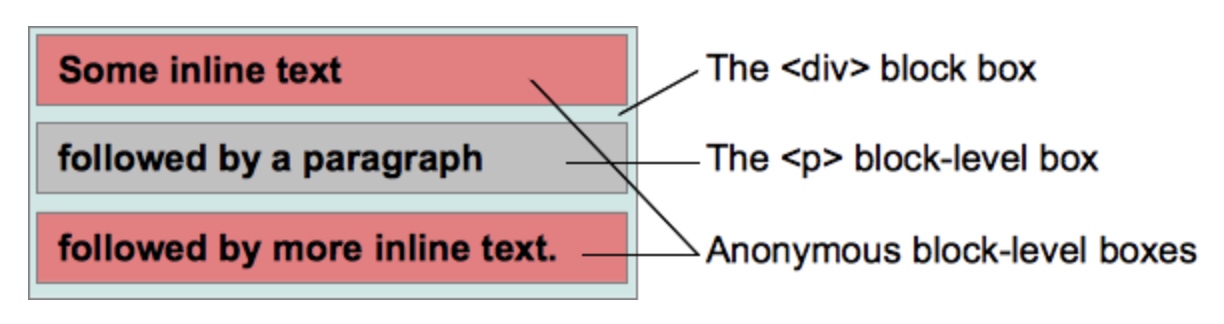 Some inline text
The <div> block box
followed by a paragraph
The <p> block-level box
followed by more inline text.
Anonymous block-level boxes